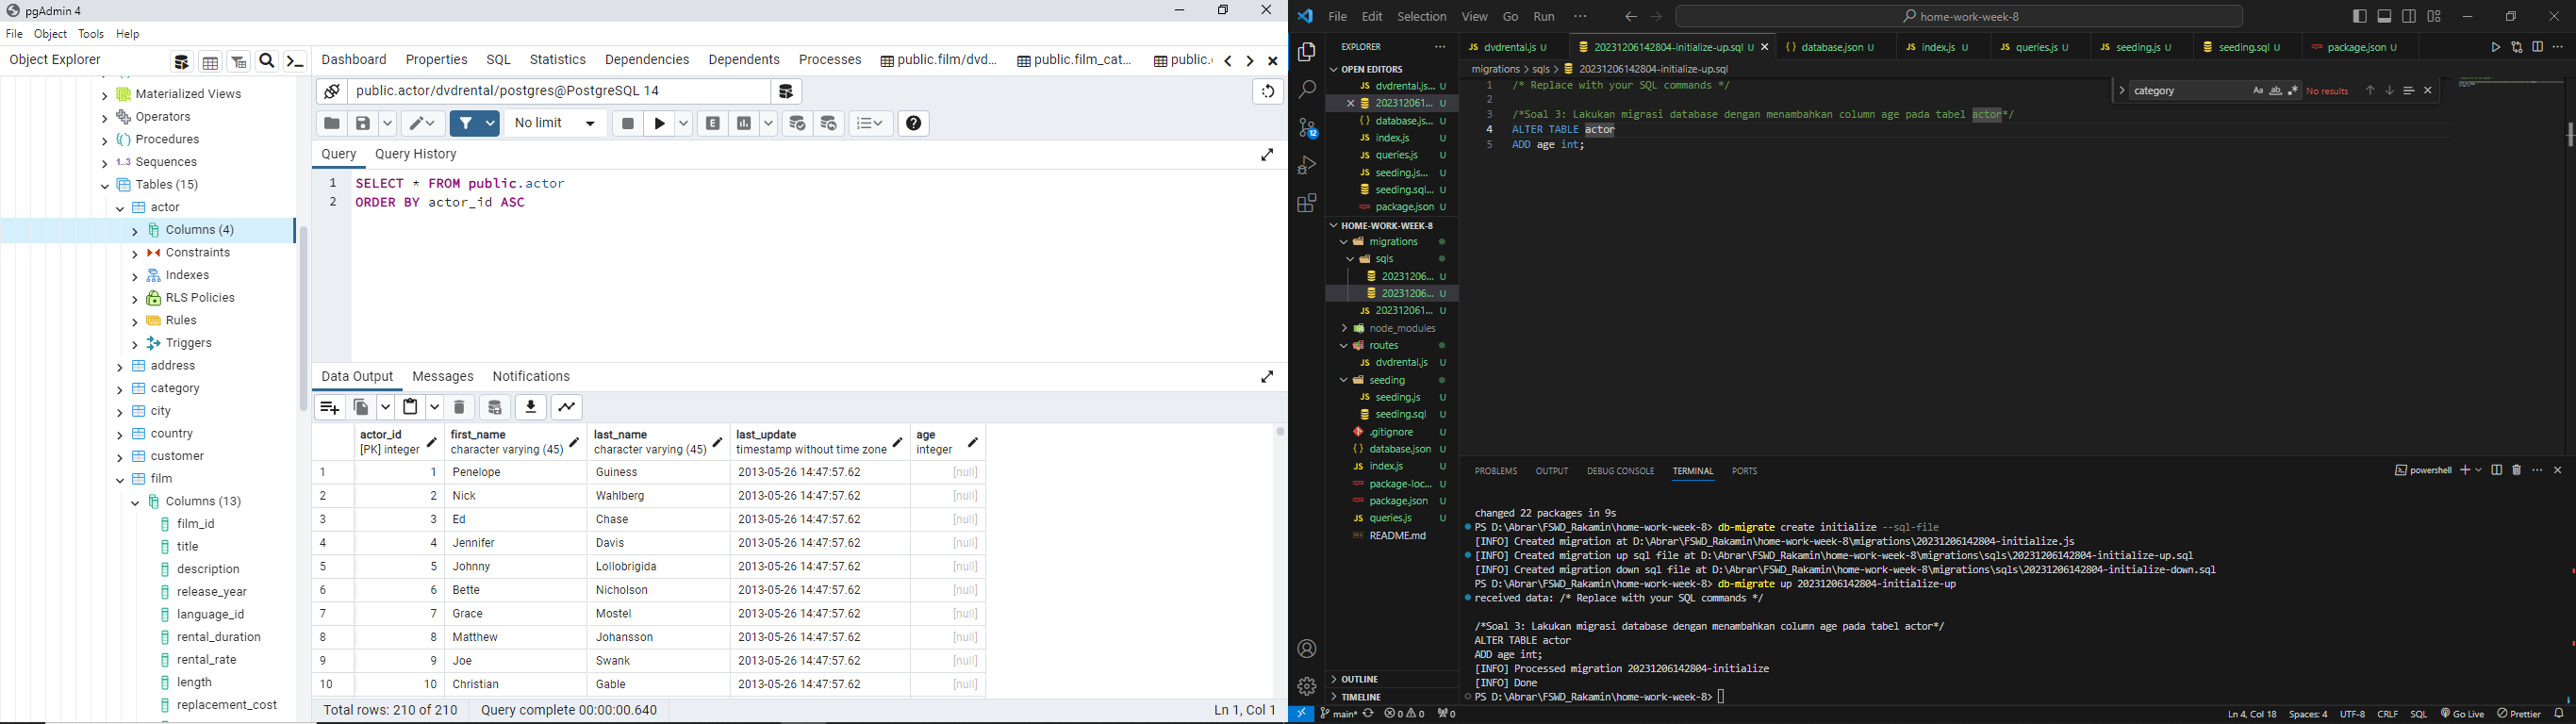 pgAdmin 4
File Object Tools Help
Object Explorer
Materialized Views
Operators
Procedures
1..3 Sequences
Tables (15)
actor
Columns (4)
Constraints
Indexes
RLS Policies
Rules
Triggers
address
category
city
country
customer
film
Columns (13)
film_id
title
description
release_year
language_id
rental_duration
rental_rate
length
replacement_cost
Dashboard Properties SQL Statistics Dependencies Dependents Processes public.film/dvd... public.film_cat... public.
public.actor/dvdrental/postgres@PostgreSQL 14
No limit
E
Query Query History
1 SELECT * FROM public.actor
2 ORDER BY actor_id ASC
Data Output Messages Notifications
actor_id first_name last_name last_update age
[PK] integer character varying (45) character varying (45) timestamp without time zone integer
1 1 Penelope Guiness 2013-05-26 14:47:57.62 [null]
2 2 Nick Wahlberg 2013-05-26 14:47:57.62 [null]
3 3 Ed Chase 2013-05-26 14:47:57.62 [null]
4 4 Jennifer Davis 2013-05-26 14:47:57.62 [null]
5 5 Johnny Lollobrigida 2013-05-26 14:47:57.62 [null]
6 6 Bette Nicholson 2013-05-26 14:47:57.62 [null]
7 7 Grace Mostel 2013-05-26 14:47:57.62 [null]
8 8 Matthew Johansson 2013-05-26 14:47:57.62 [null]
9 9 Joe Swank 2013-05-26 14:47:57.62 [null]
10 10 Christian Gable 2013-05-26 14:47:57.62 [null]
Total rows: 210 of 210 Query complete 00:00:00.640 Ln 1, Col 1
File Edit Selection View Go Run ··· home-work-week-8
12
EXPLORER ···
OPEN EDITORS
JS dvdrental.js... U
20231206​1... U
{} database.js... U
JS index.js U
JS queries.js U
JS seeding.js... U
seeding.sql... U
package.json U
HOME-WORK-WEEK-8
migrations
sqls
20231206... U
20231206... U
JS 202312061... U
node_modules
routes
JS dvdrental.js U
seeding
JS seeding.js U
seeding.sql U
.gitignore U
{} database.json U
JS index.js U
package-loc... U
package.json U
JS queries.js U
README.md
OUTLINE
TIMELINE
JS dvdrental.js U 20231206142804-initialize-up.sql U {} database.json U JS index.js U JS queries.js U JS seeding.js U seeding.sql U package.json U
migrations > sqls > 20231206142804-initialize-up.sql
category Aa ab No results
1 /* Replace with your SQL commands */
2
3 /*Soal 3: Lakukan migrasi database dengan menambahkan column age pada tabel actor*/
4 ALTER TABLE actor
5 ADD age int;
PROBLEMS OUTPUT DEBUG CONSOLE TERMINAL PORTS powershell
changed 22 packages in 9s
PS D:\Abrar\FSWD_Rakamin\home-work-week-8> db-migrate create initialize --sql-file
[INFO] Created migration at D:\Abrar\FSWD_Rakamin\home-work-week-8\migrations\20231206142804-initialize.js
[INFO] Created migration up sql file at D:\Abrar\FSWD_Rakamin\home-work-week-8\migrations\sqls\20231206142804-initialize-up.sql
[INFO] Created migration down sql file at D:\Abrar\FSWD_Rakamin\home-work-week-8\migrations\sqls\20231206142804-initialize-down.sql
PS D:\Abrar\FSWD_Rakamin\home-work-week-8> db-migrate up 20231206142804-initialize-up
received data: /* Replace with your SQL commands */
/*Soal 3: Lakukan migrasi database dengan menambahkan column age pada tabel actor*/
ALTER TABLE actor
ADD age int;
[INFO] Processed migration 20231206142804-initialize
[INFO] Done
PS D:\Abrar\FSWD_Rakamin\home-work-week-8>
main* 0 0 0 Ln 4, Col 18 Spaces: 4 UTF-8 CRLF SQL Go Live Prettier